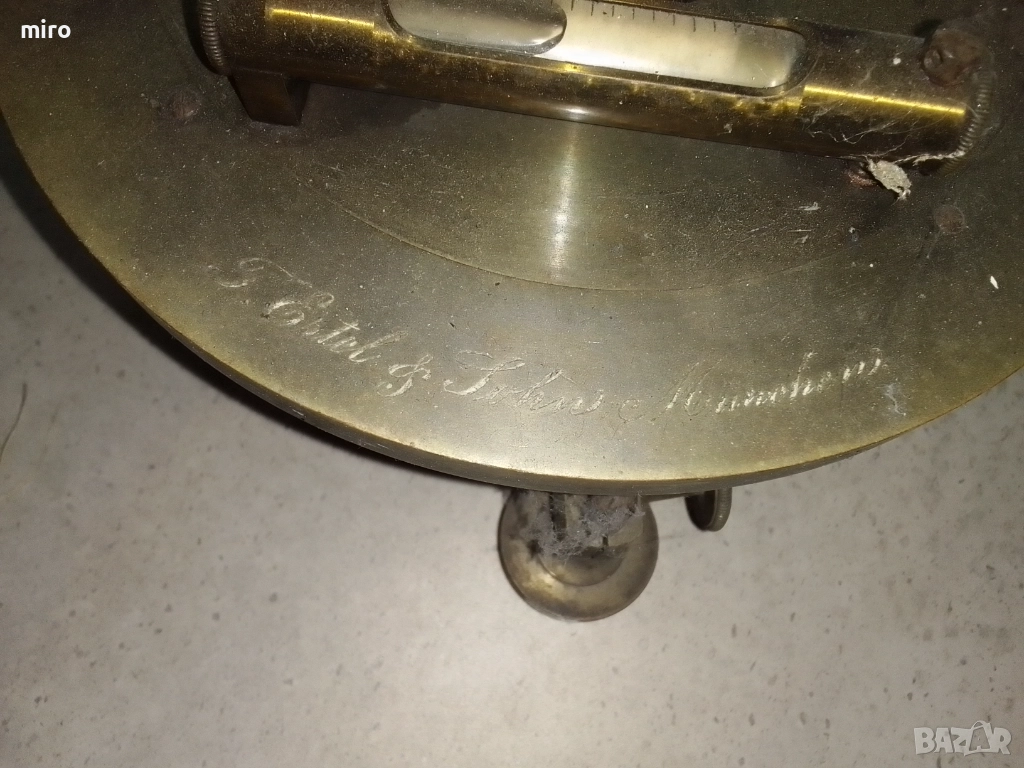 miro
T. Ertel & Sohn München
BAZAR